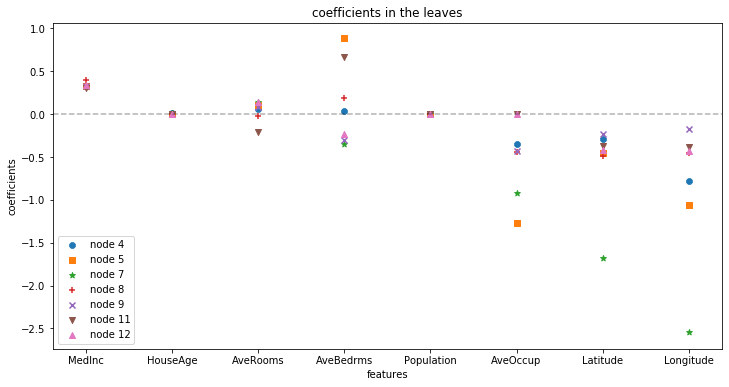 coefficients in the leaves
coefficients
1.0
0.5
0.0
−0.5
−1.0
−1.5
−2.0
−2.5
node 4
node 5
node 7
node 8
node 9
node 11
node 12
MedInc HouseAge AveRooms AveBedrms Population AveOccup Latitude Longitude
features